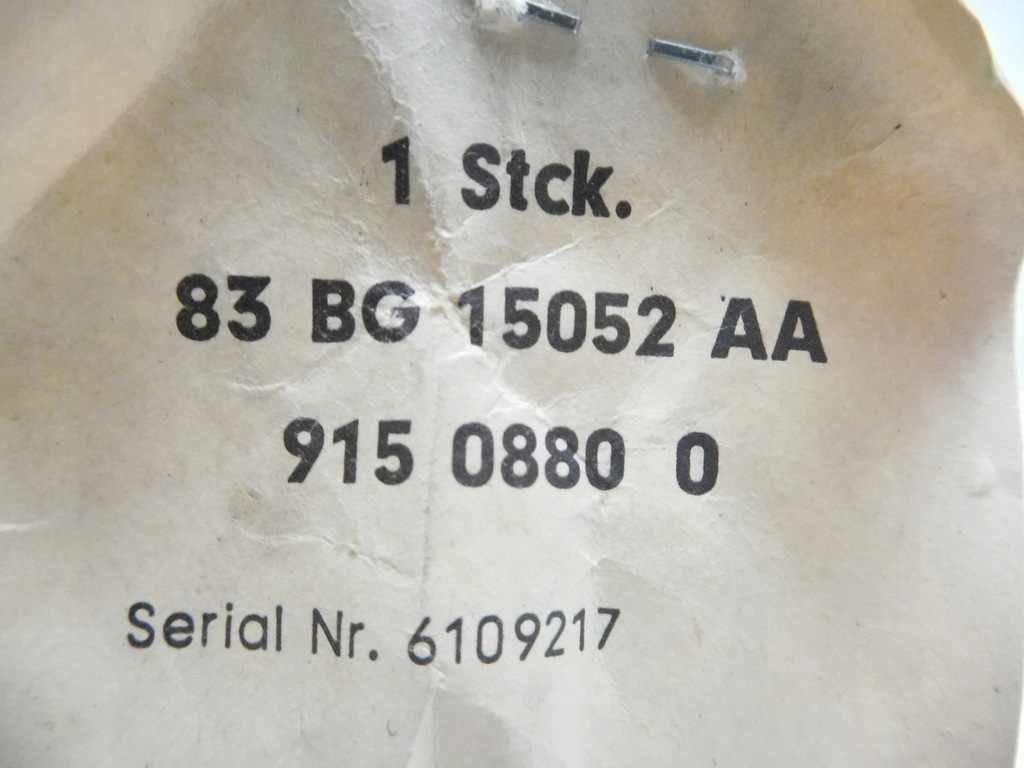 1 Stck.
83 BG 15052 AA
915 0880 0
Serial Nr. 6109217